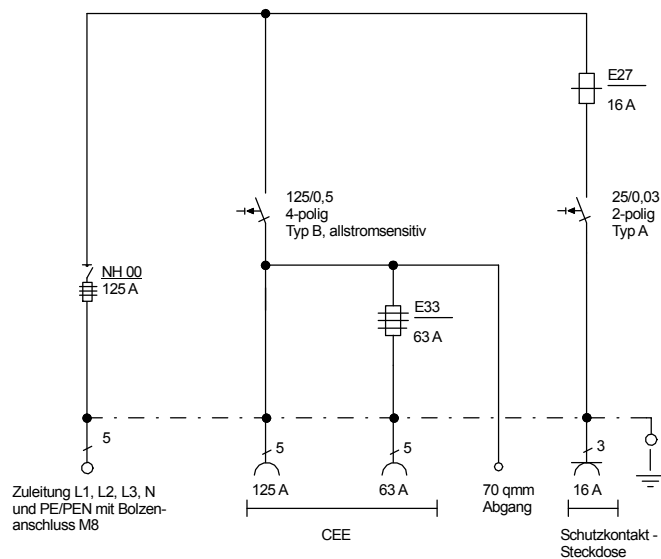 E27
16 A
125/0,5
4-polig
Typ B, allstromsensitiv
25/0,03
2-polig
Typ A
NH 00
125 A
E33
63 A
5
5
5
3
Zuleitung L1, L2, L3, N
und PE/PEN mit Bolzen-
anschluss M8
125 A
63 A
CEE
70 qmm
Abgang
16 A
Schutzkontakt -
Steckdose